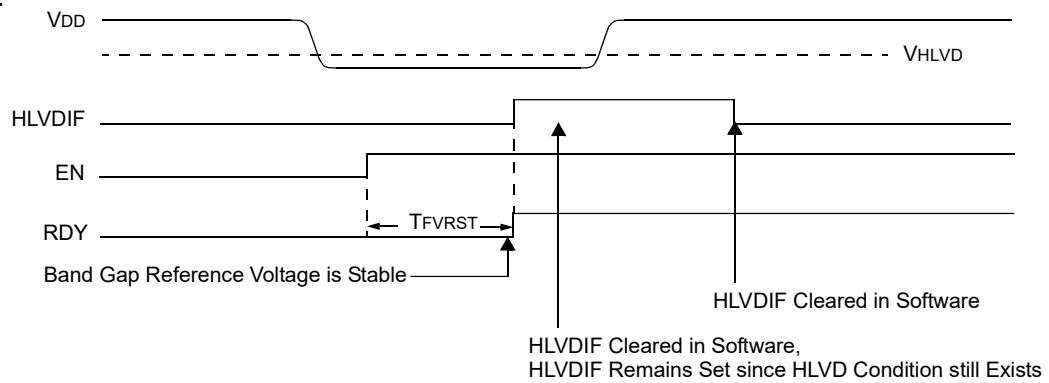 VDD
VHLVD
HLVDIF
EN
TFVRST
RDY
Band Gap Reference Voltage is Stable
HLVDIF Cleared in Software
HLVDIF Cleared in Software,
HLVDIF Remains Set since HLVD Condition still Exists